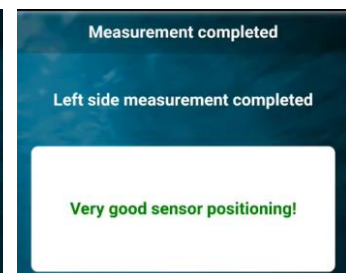 Measurement completed
Left side measurement completed
Very good sensor positioning!